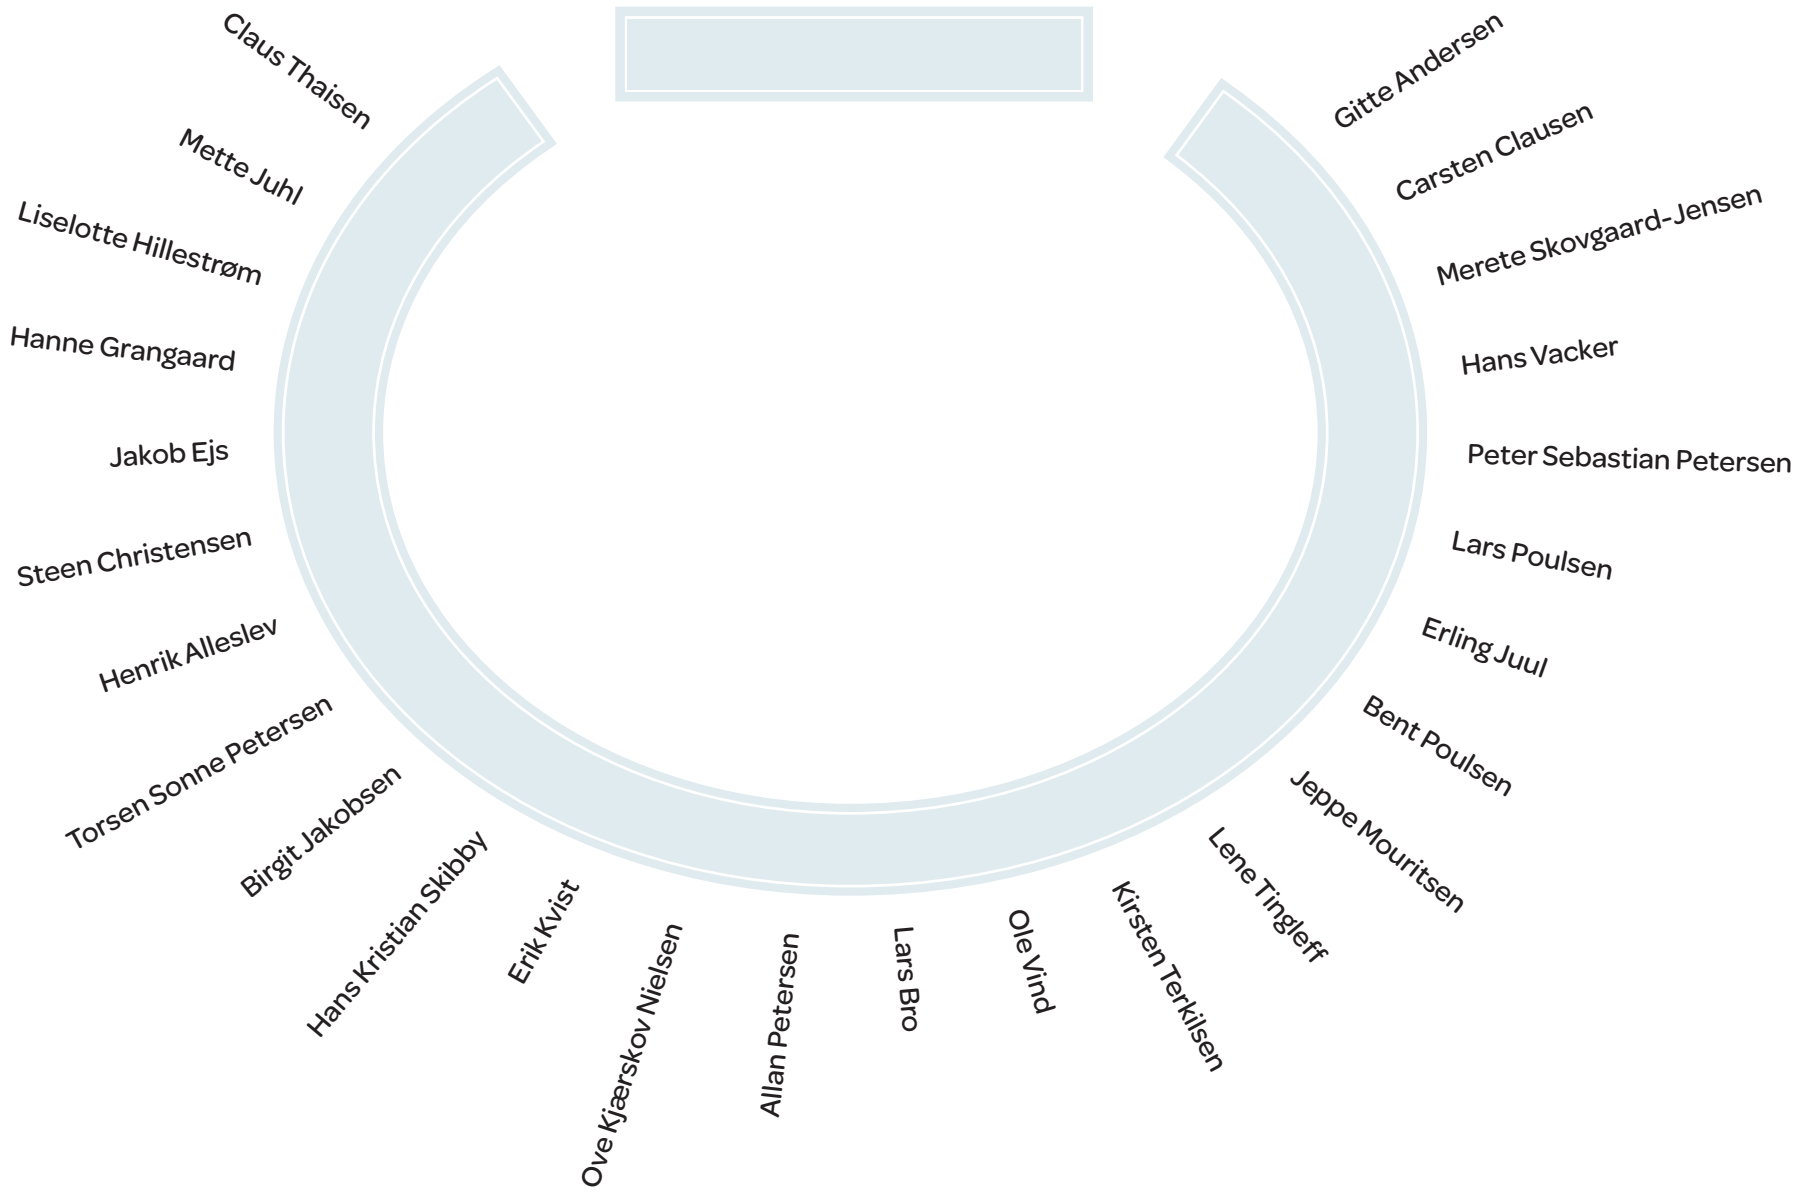 Claus Thaisen
Mette Juhl
Liselotte Hillestrøm
Hanne Grangaard
Jakob Ejs
Steen Christensen
Henrik Alleslev
Torsen Sonne Petersen
Birgit Jakobsen
Hans Kristian Skibby
Erik Kvist
Ove Kjærskov Nielsen
Allan Petersen
Lars Bro
Ole Vind
Kirsten Terkilsen
Lene Tingleff
Jeppe Mouritsen
Bent Poulsen
Erling Juul
Lars Poulsen
Peter Sebastian Petersen
Hans Vacker
Merete Skovgaard-Jensen
Carsten Clausen
Gitte Andersen